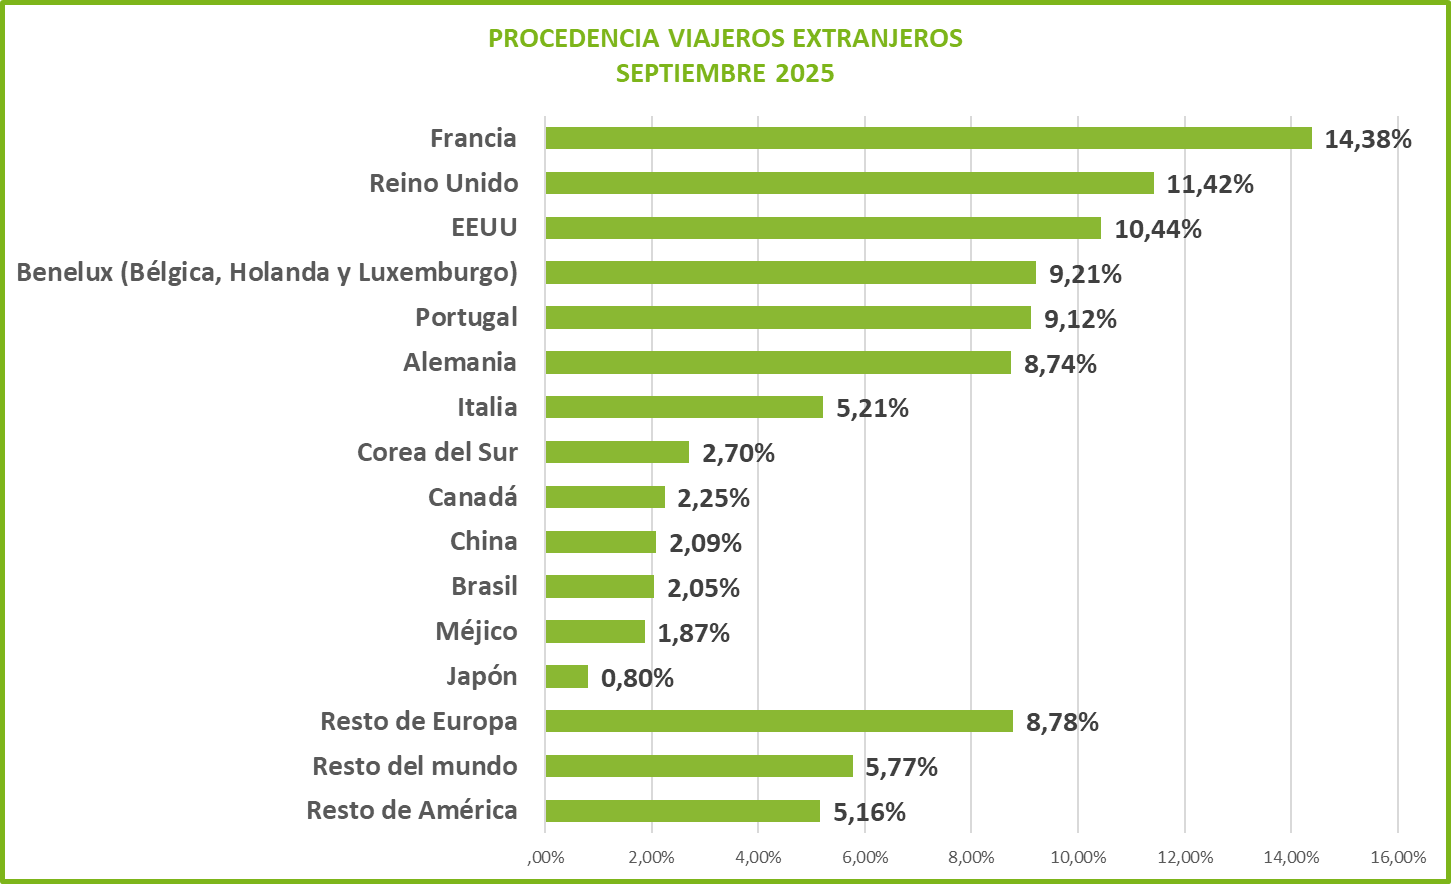 PROCEDENCIA VIAJEROS EXTRANJEROS
SEPTIEMBRE 2025
Francia 14,38%
Reino Unido 11,42%
EEUU 10,44%
Benelux (Bélgica, Holanda y Luxemburgo) 9,21%
Portugal 9,12%
Alemania 8,74%
Italia 5,21%
Corea del Sur 2,70%
Canadá 2,25%
China 2,09%
Brasil 2,05%
Méjico 1,87%
Japón 0,80%
Resto de Europa 8,78%
Resto del mundo 5,77%
Resto de América 5,16%
,00% 2,00% 4,00% 6,00% 8,00% 10,00% 12,00% 14,00% 16,00%